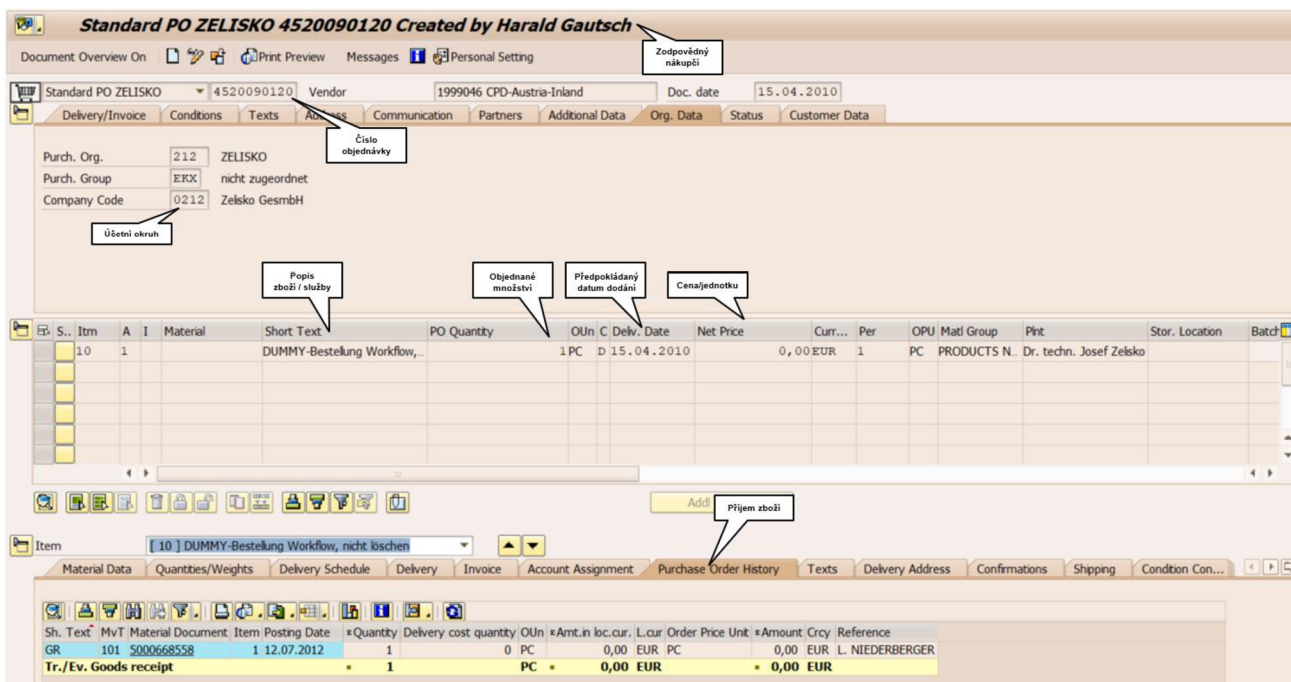 Standard PO ZELISKO 4520090120 Created by Harald Gautsch
Zodpovědný
nákupčí
Document Overview On Print Preview Messages Personal Setting
Standard PO ZELISKO 4520090120 Vendor 1999046 CPD-Austria-Inland Doc. date 15.04.2010
Delivery/Invoice Conditions Texts Address Communication Partners Additional Data Org. Data Status Customer Data
Číslo
objednávky
Purch. Org. 212 ZELISKO
Purch. Group EKX nicht zugeordnet
Company Code 0212 Zelisko GesmbH
Účetní okruh
Popis
zboží / služby
Objednané
množství
Předpokládaný
datum dodání
Cena/jednotku
S.. Itm A I Material Short Text PO Quantity OUn C Deliv. Date Net Price Curr... Per OPU Matl Group Plnt Stor. Location Batch
10 1 DUMMY-Bestellung Workflow,... 1 PC D 15.04.2010 0,00 EUR 1 PC PRODUCTS N... Dr. techn. Josef Zelisko
Addl
Příjem zboží
Item [ 10 ] DUMMY-Bestellung Workflow, nicht löschen
Material Data Quantities/Weights Delivery Schedule Delivery Invoice Account Assignment Purchase Order History Texts Delivery Address Confirmations Shipping Condition Con...
Sh. Text MvT Material Document Item Posting Date Quantity Delivery cost quantity OUn Amt.in loc.cur. L.cur Order Price Unit Amount Crcy Reference
GR 101 5000668558 1 12.07.2012 1 0 PC 0,00 EUR PC 0,00 EUR L. NIEDERBERGER
Tr./Ev. Goods receipt 1 PC 0,00 EUR 0,00 EUR